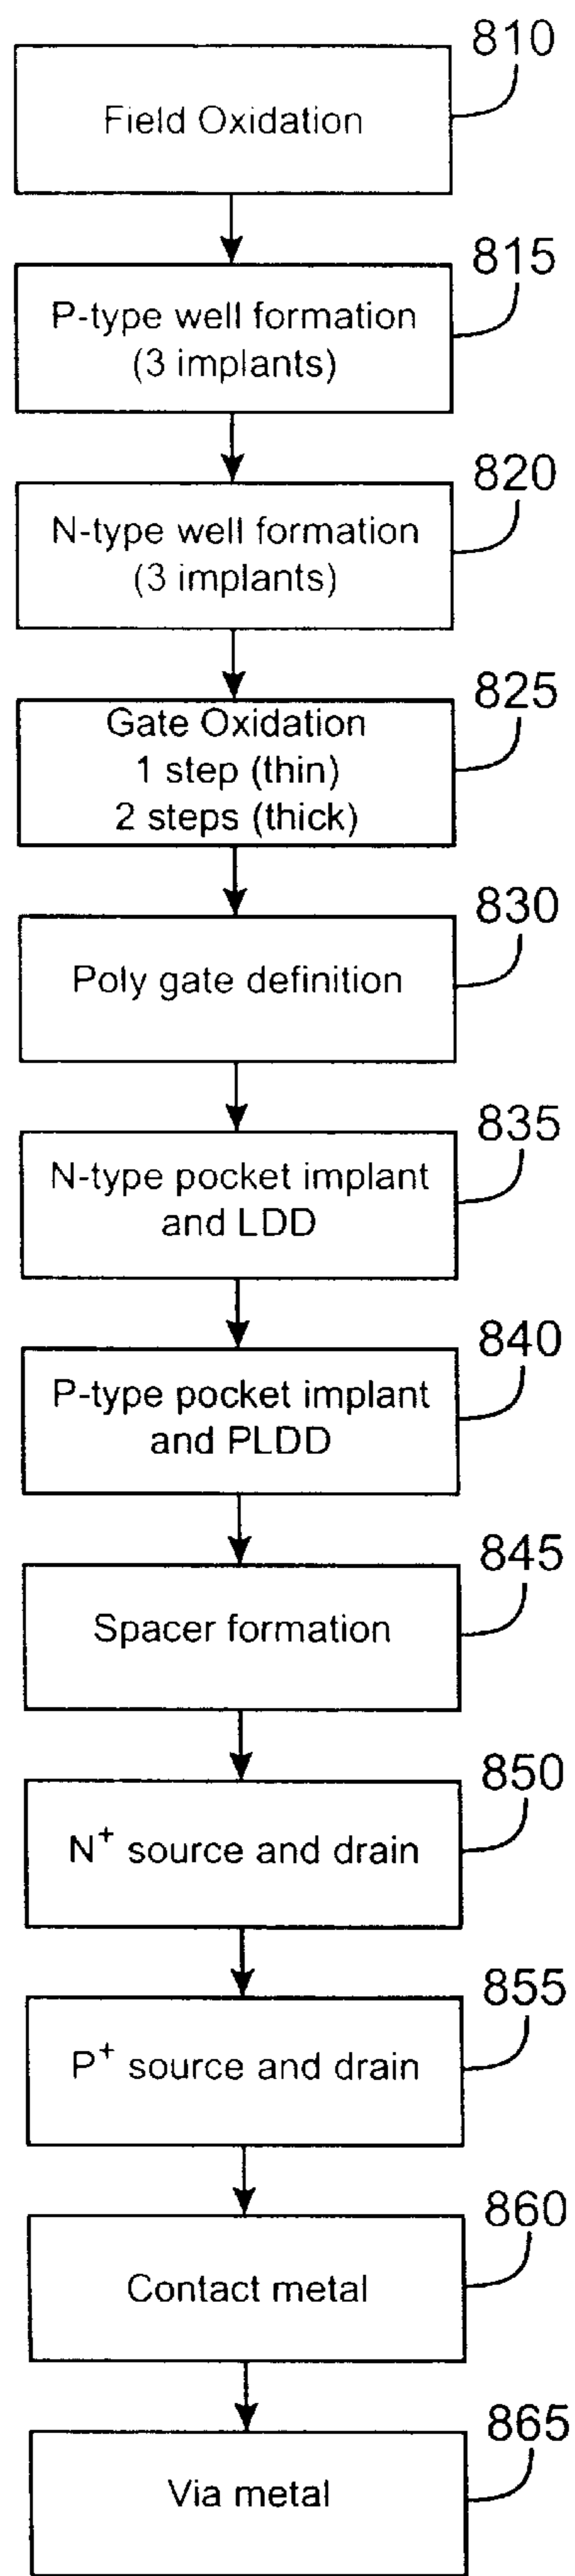 810
Field Oxidation
815
P-type well formation
(3 implants)
820
N-type well formation
(3 implants)
825
Gate Oxidation
1 step (thin)
2 steps (thick)
830
Poly gate definition
835
N-type pocket implant
and LDD
840
P-type pocket implant
and PLDD
845
Spacer formation
850
N⁺ source and drain
855
P⁺ source and drain
860
Contact metal
865
Via metal